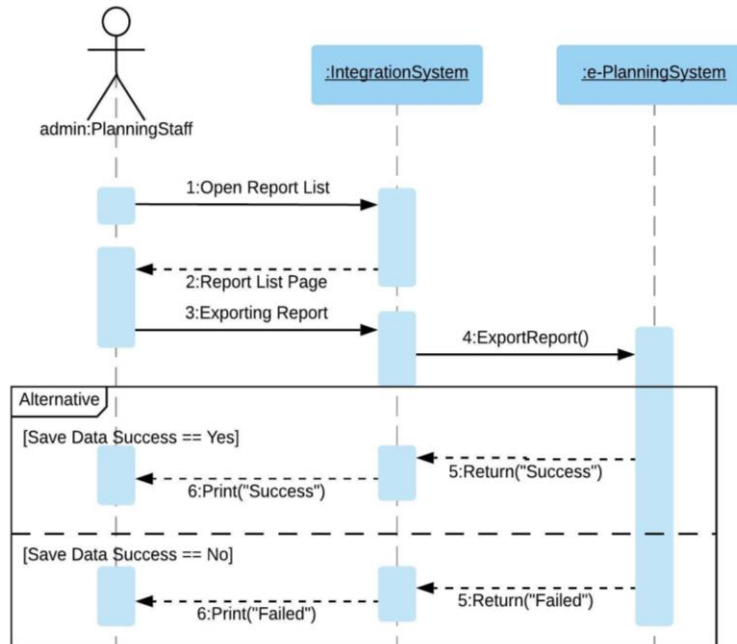 :IntegrationSystem
:e-PlanningSystem
admin:PlanningStaff
1:Open Report List
2:Report List Page
3:Exporting Report
4:ExportReport()
Alternative
[Save Data Success == Yes]
5:Return("Success")
6:Print("Success")
[Save Data Success == No]
5:Return("Failed")
6:Print("Failed")